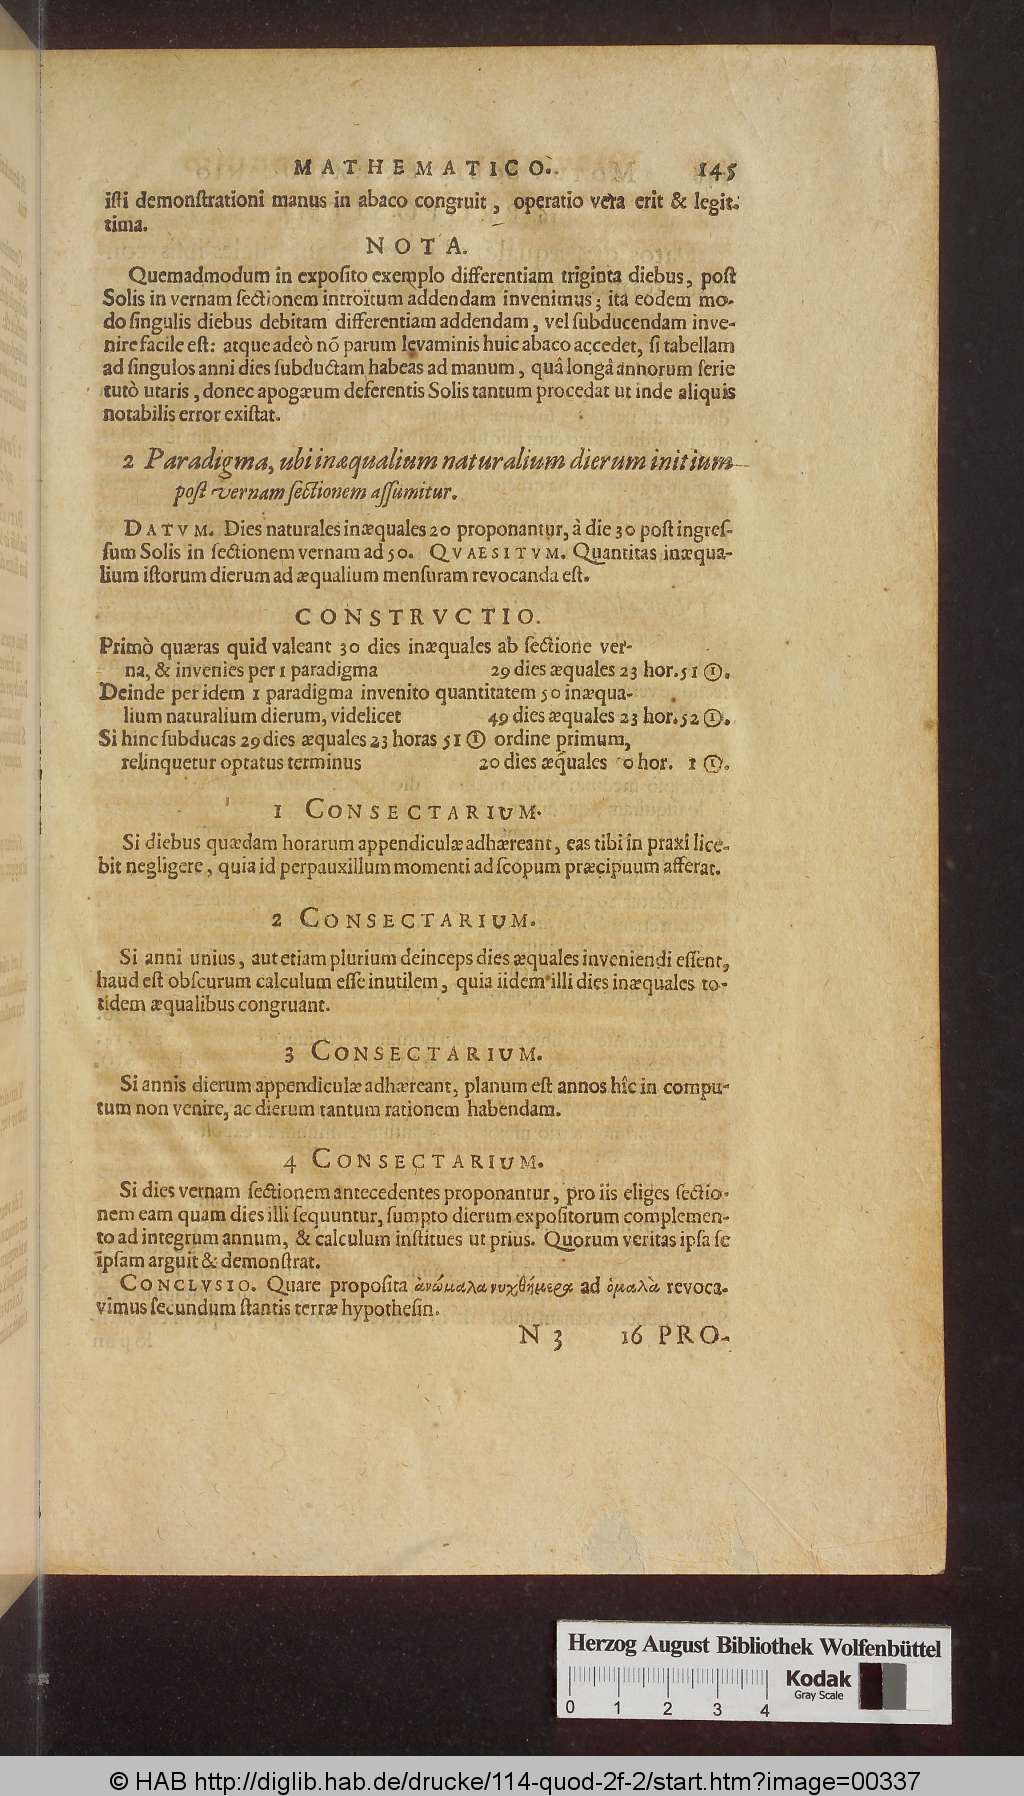 MATHEMATICO. 145
iſti demonſtrationi manus in abaco congruit, operatio vera erit & legit-
tima.
NOTA.
Quemadmodum in expoſito exemplo differentiam triginta diebus, poſt
Solis in vernam ſectionem introïtum addendam invenimus; ita eodem mo-
do ſingulis diebus debitam differentiam addendam, vel ſubducendam inve-
nire facile eſt: atque adeò nõ parum levaminis huic abaco accedet, ſi tabellam
ad ſingulos anni dies ſubductam habeas ad manum, quâ longâ annorum ſerie
tutò utaris, donec apogæum deferentis Solis tantum procedat ut inde aliquis
notabilis error exiſtat.
2 Paradigma, ubi inæqualium naturalium dierum initium
poſt vernam ſectionem aſſumitur.
DATVM. Dies naturales inæquales 20 proponantur, à die 30 poſt ingreſ-
ſum Solis in ſectionem vernam ad 50. QVAESITVM. Quantitas inæqua-
lium iſtorum dierum ad æqualium menſuram revocanda eſt.
CONSTRVCTIO.
Primò quæras quid valeant 30 dies inæquales ab ſectione ver-
na, & invenies per 1 paradigma 29 dies æquales 23 hor. 51 ①.
Deinde per idem 1 paradigma invenito quantitatem 50 inæqua-
lium naturalium dierum, videlicet 49 dies æquales 23 hor. 52 ①.
Si hinc ſubducas 29 dies æquales 23 horas 51 ① ordine primum,
relinquetur optatus terminus 20 dies æquales 0 hor. 1 ①.
1 CONSECTARIUM.
Si diebus quædam horarum appendiculæ adhæreant, eas tibi in praxi lice-
bit negligere, quia id perpauxillum momenti ad ſcopum præcipuum afferat.
2 CONSECTARIUM.
Si anni unius, aut etiam plurium deinceps dies æquales inveniendi eſſent,
haud eſt obſcurum calculum eſſe inutilem, quia iidem illi dies inæquales to-
tidem æqualibus congruant.
3 CONSECTARIUM.
Si annis dierum appendiculæ adhæreant, planum eſt annos hîc in compu-
tum non venire, ac dierum tantum rationem habendam.
4 CONSECTARIUM.
Si dies vernam ſectionem antecedentes proponantur, pro iis eliges ſectio-
nem eam quam dies illi ſequuntur, ſumpto dierum expoſitorum complemen-
to ad integrum annum, & calculum inſtitues ut prius. Quorum veritas ipſa ſe
ipſam arguit & demonſtrat.
CONCLVSIO. Quare propoſita ἀνώμαλα νυχθήμερα ad ὁμαλὰ revoca-
vimus ſecundum ſtantis terræ hypotheſin.
N 3 16 PRO-
Herzog August Bibliothek Wolfenbüttel
Kodak
Gray Scale
0 1 2 3 4
© HAB http://diglib.hab.de/drucke/114-quod-2f-2/start.htm?image=00337